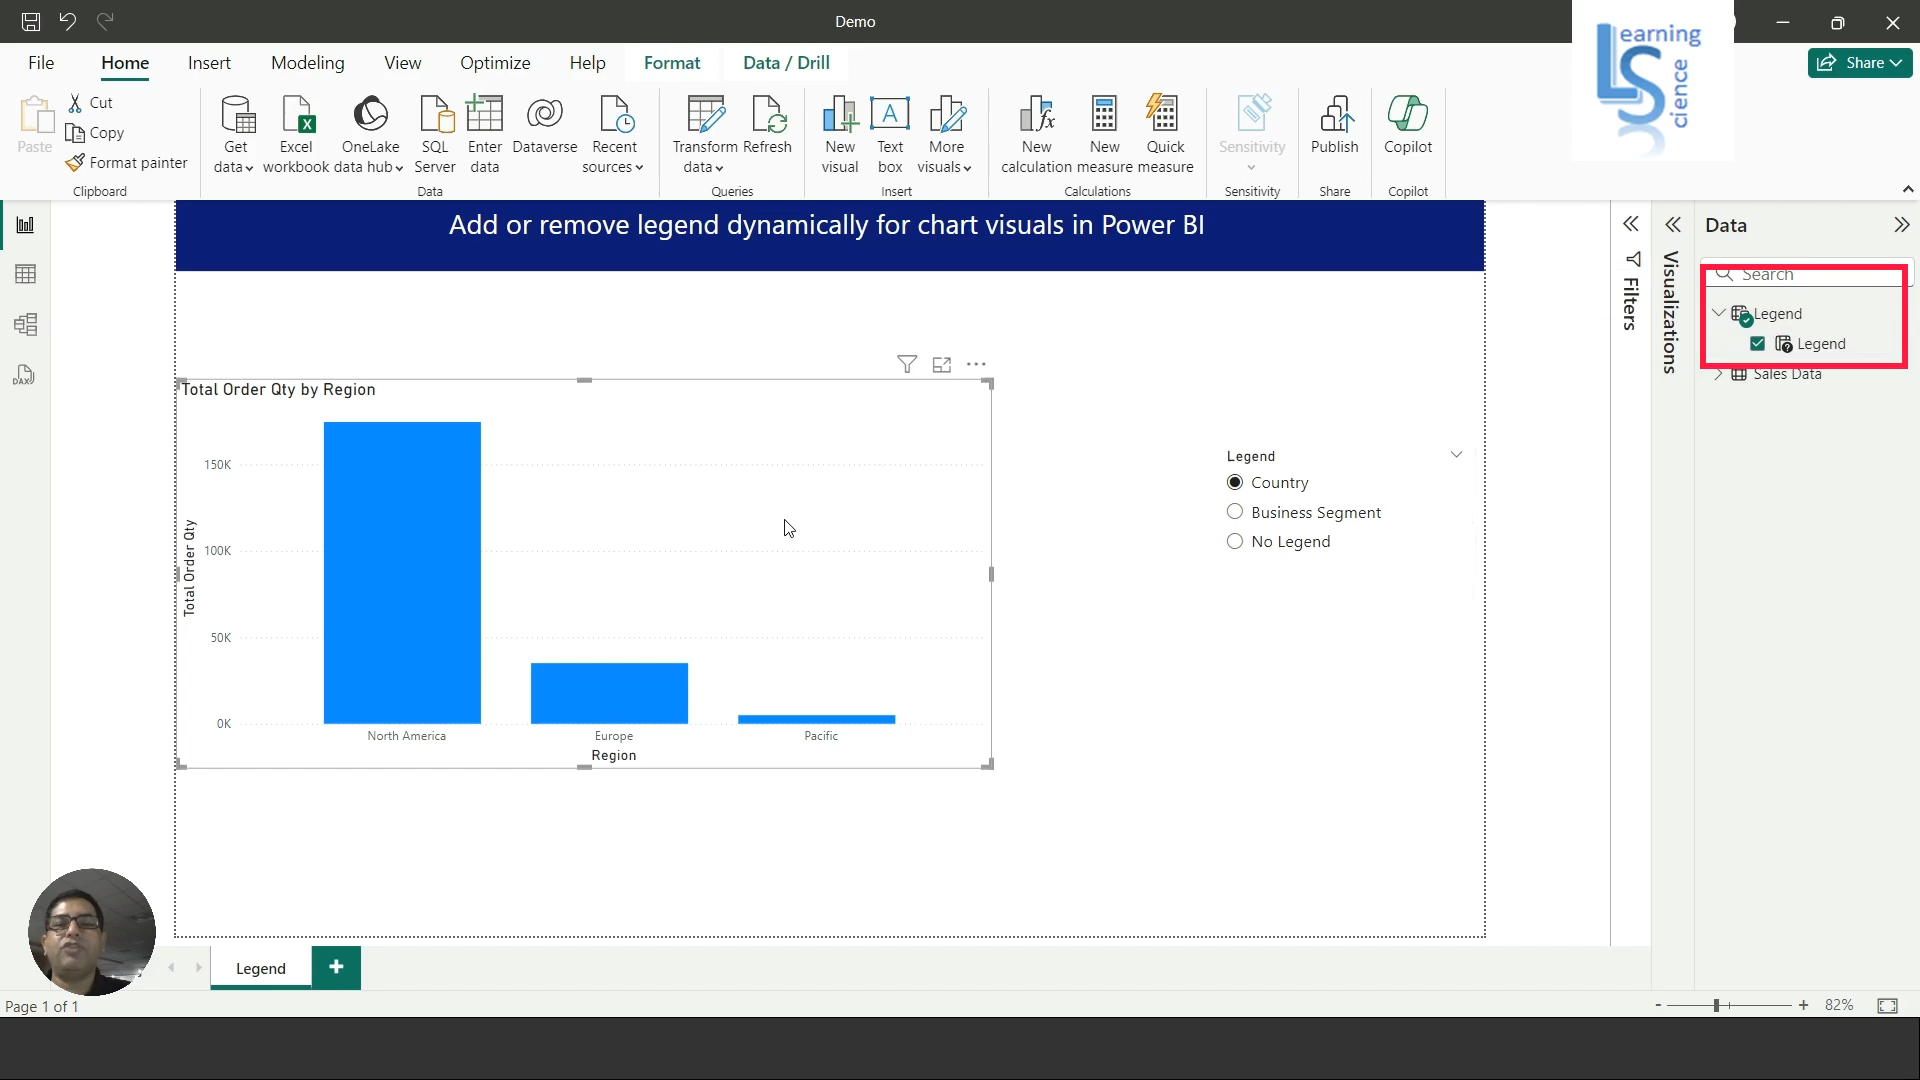 Demo
Learning Science
File Home Insert Modeling View Optimize Help Format Data / Drill
Share
Paste
Cut
Copy
Format painter
Clipboard
Get data
Excel workbook
OneLake data hub
SQL Server
Enter data
Dataverse
Recent sources
Data
Transform data
Refresh
Queries
New visual
Text box
More visuals
Insert
New calculation
New measure
Quick measure
Calculations
Sensitivity
Sensitivity
Publish
Share
Copilot
Copilot
DAX
Add or remove legend dynamically for chart visuals in Power BI
Total Order Qty by Region
150K
100K
50K
0K
Total Order Qty
North America Europe Pacific
Region
Legend
Country
Business Segment
No Legend
Filters
Visualizations
Data
Search
Legend
Legend
Sales Data
Legend
Page 1 of 1
- + 82%